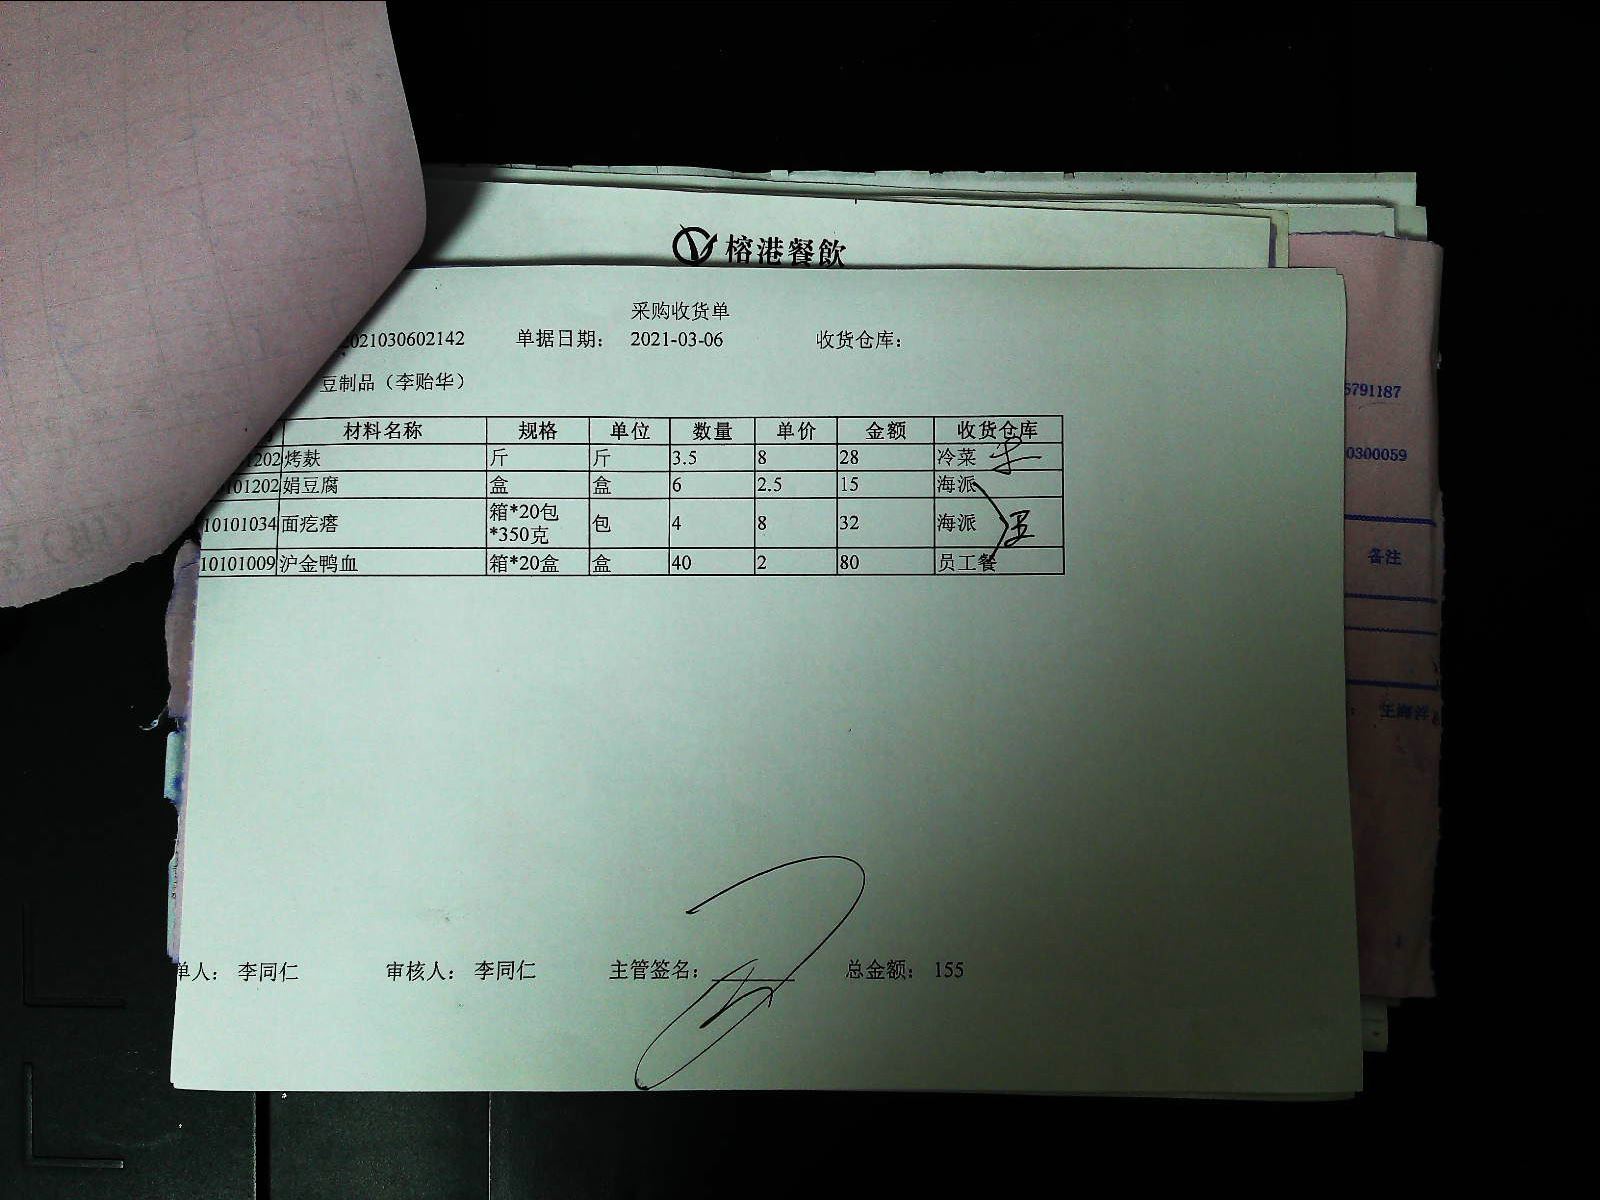 榕港餐飲
采购收货单
2021030602142 单据日期： 2021-03-06 收货仓库：
豆制品（李贻华）
材料名称 规格 单位 数量 单价 金额 收货仓库
1202 烤麸 斤 斤 3.5 8 28 冷菜
01202 娟豆腐 盒 盒 6 2.5 15 海派
10101034 面疙瘩 箱*20包*350克 包 4 8 32 海派
10101009 沪金鸭血 箱*20盒 盒 40 2 80 员工餐
单人： 李同仁 审核人： 李同仁 主管签名： 总金额： 155
5791187
0300059
备注